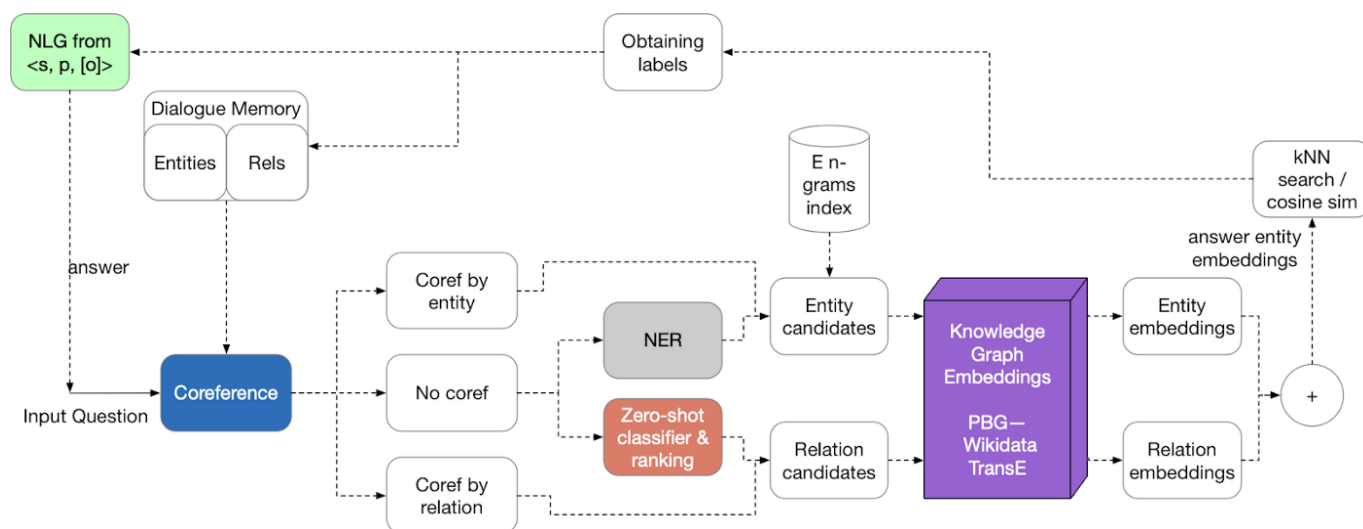 NLG from
<s, p, [o]>
Obtaining
labels
Dialogue Memory
Entities
Rels
E n-
grams
index
kNN
search /
cosine sim
answer
answer entity
embeddings
Coref by
entity
Entity
candidates
Entity
embeddings
NER
Knowledge
Graph
Embeddings
PBG—
Wikidata
TransE
Input Question
Coreference
No coref
+
Zero-shot
classifier &
ranking
Relation
candidates
Relation
embeddings
Coref by
relation